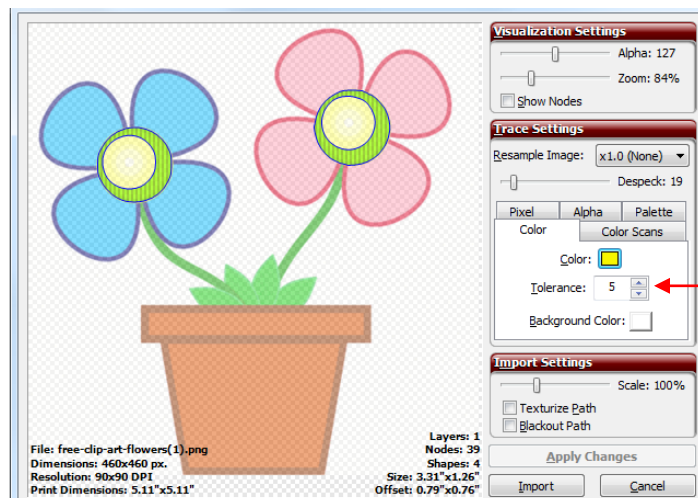 Visualization Settings
Alpha: 127
Zoom: 84%
Show Nodes
Trace Settings
Resample Image: x1.0 (None)
Despeck: 19
Pixel Alpha Palette
Color Color Scans
Color:
Tolerance: 5
Background Color:
Import Settings
Scale: 100%
Texturize Path
Blackout Path
Apply Changes
Import Cancel
File: free-clip-art-flowers(1).png
Dimensions: 460x460 px.
Resolution: 90x90 DPI
Print Dimensions: 5.11"x5.11"
Layers: 1
Nodes: 39
Shapes: 4
Size: 3.31"x1.26"
Offset: 0.79"x0.76"